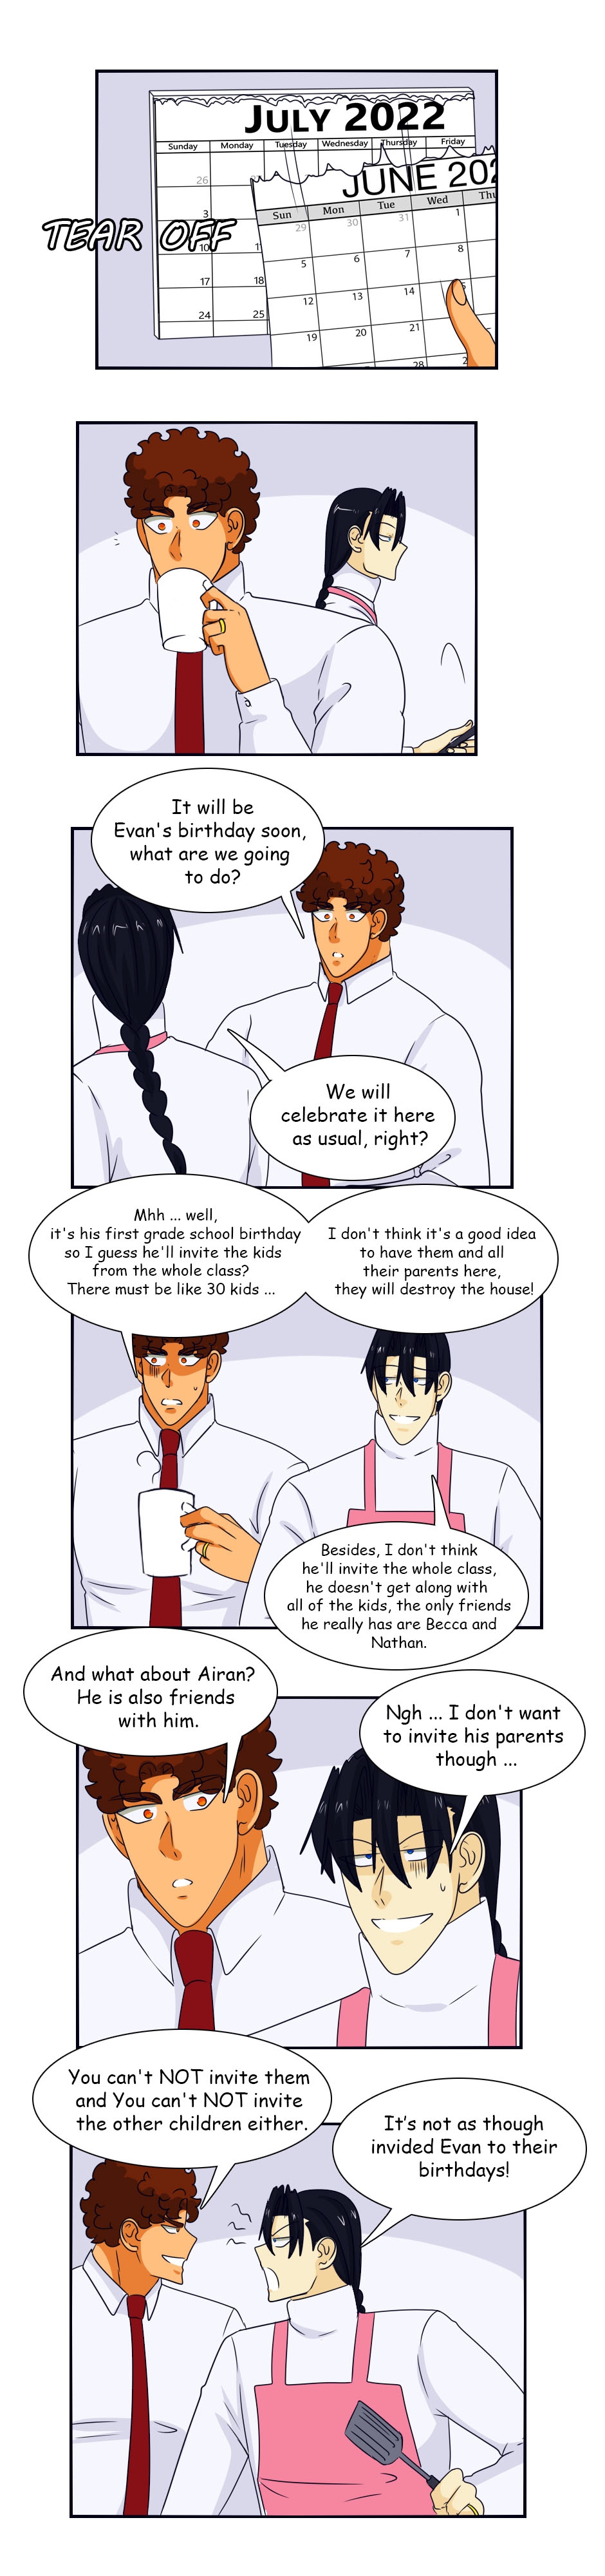 JULY 2022
Sunday Monday Tuesday Wednesday Thursday Friday
26
3
10
17 18
24 25
JUNE 202
Sun Mon Tue Wed Thu
29 30 31 1
5 6 7 8
12 13 14
19 20 21
28
TEAR OFF
It will be
Evan's birthday soon,
what are we going
to do?
We will
celebrate it here
as usual, right?
Mhh ... well,
it's his first grade school birthday
so I guess he'll invite the kids
from the whole class?
There must be like 30 kids ...
I don't think it's a good idea
to have them and all
their parents here,
they will destroy the house!
Besides, I don't think
he'll invite the whole class,
he doesn't get along with
all of the kids, the only friends
he really has are Becca and
Nathan.
And what about Airan?
He is also friends
with him.
Ngh ... I don't want
to invite his parents
though ...
You can't NOT invite them
and You can't NOT invite
the other children either.
It’s not as though
invided Evan to their
birthdays!